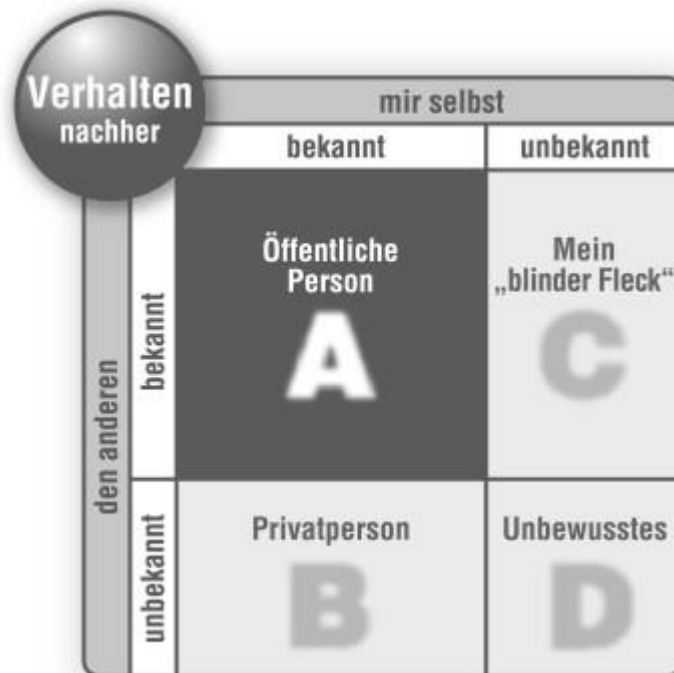 Verhalten
nachher
mir selbst
bekannt
unbekannt
den anderen
bekannt
Öffentliche
Person
A
Mein
„blinder Fleck“
C
unbekannt
Privatperson
B
Unbewusstes
D